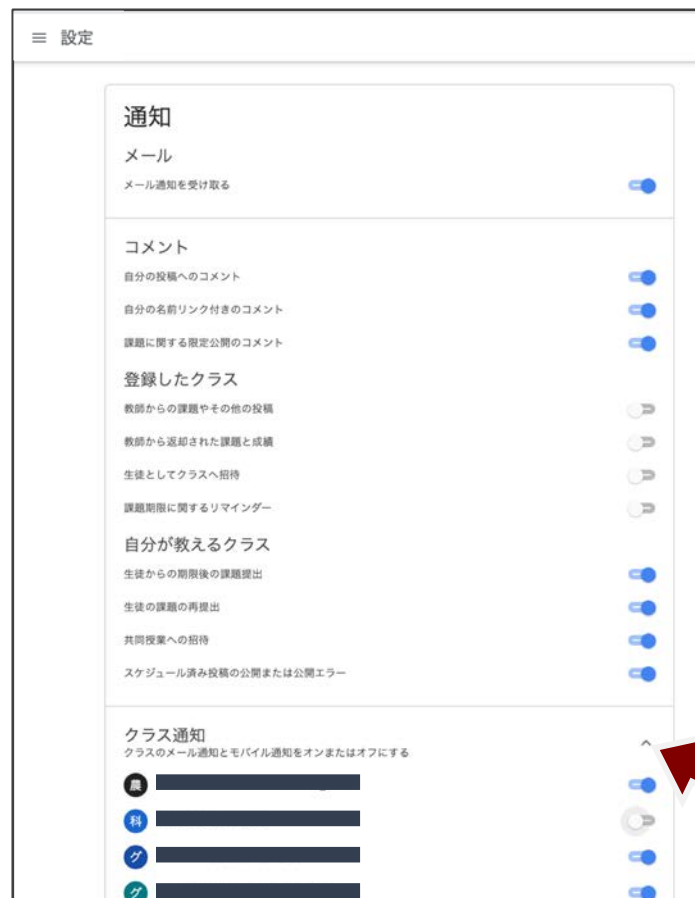 設定
通知
メール
メール通知を受け取る
コメント
自分の投稿へのコメント
自分の名前リンク付きのコメント
課題に関する限定公開のコメント
登録したクラス
教師からの課題やその他の投稿
教師から返却された課題と成績
生徒としてクラスへ招待
課題期限に関するリマインダー
自分が教えるクラス
生徒からの期限後の課題提出
生徒の課題の再提出
共同授業への招待
スケジュール済み投稿の公開または公開エラー
クラス通知
クラスのメール通知とモバイル通知をオンまたはオフにする
農
科
グ
グ